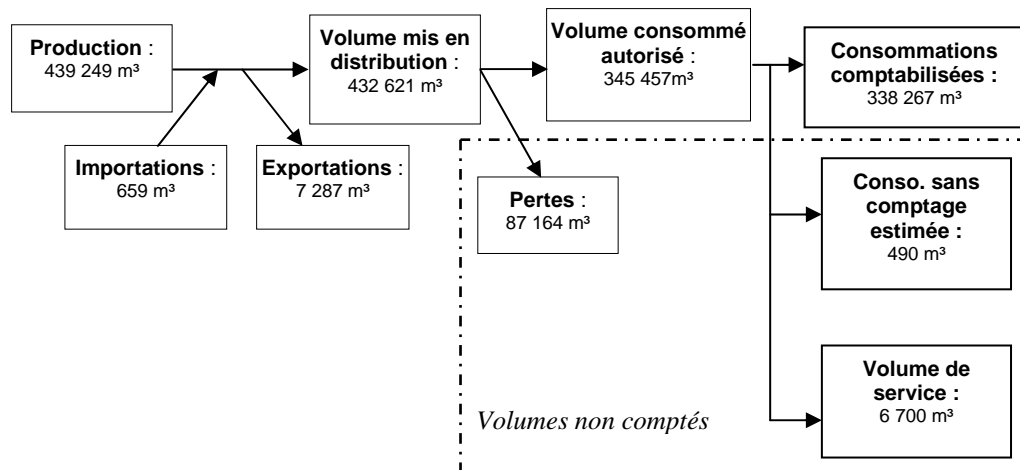 Production :
439 249 m³
Volume mis en
distribution :
432 621 m³
Volume consommé
autorisé :
345 457m³
Consommations
comptabilisées :
338 267 m³
Importations :
659 m³
Exportations :
7 287 m³
Pertes :
87 164 m³
Conso. sans
comptage
estimée :
490 m³
Volume de
service :
6 700 m³
Volumes non comptés